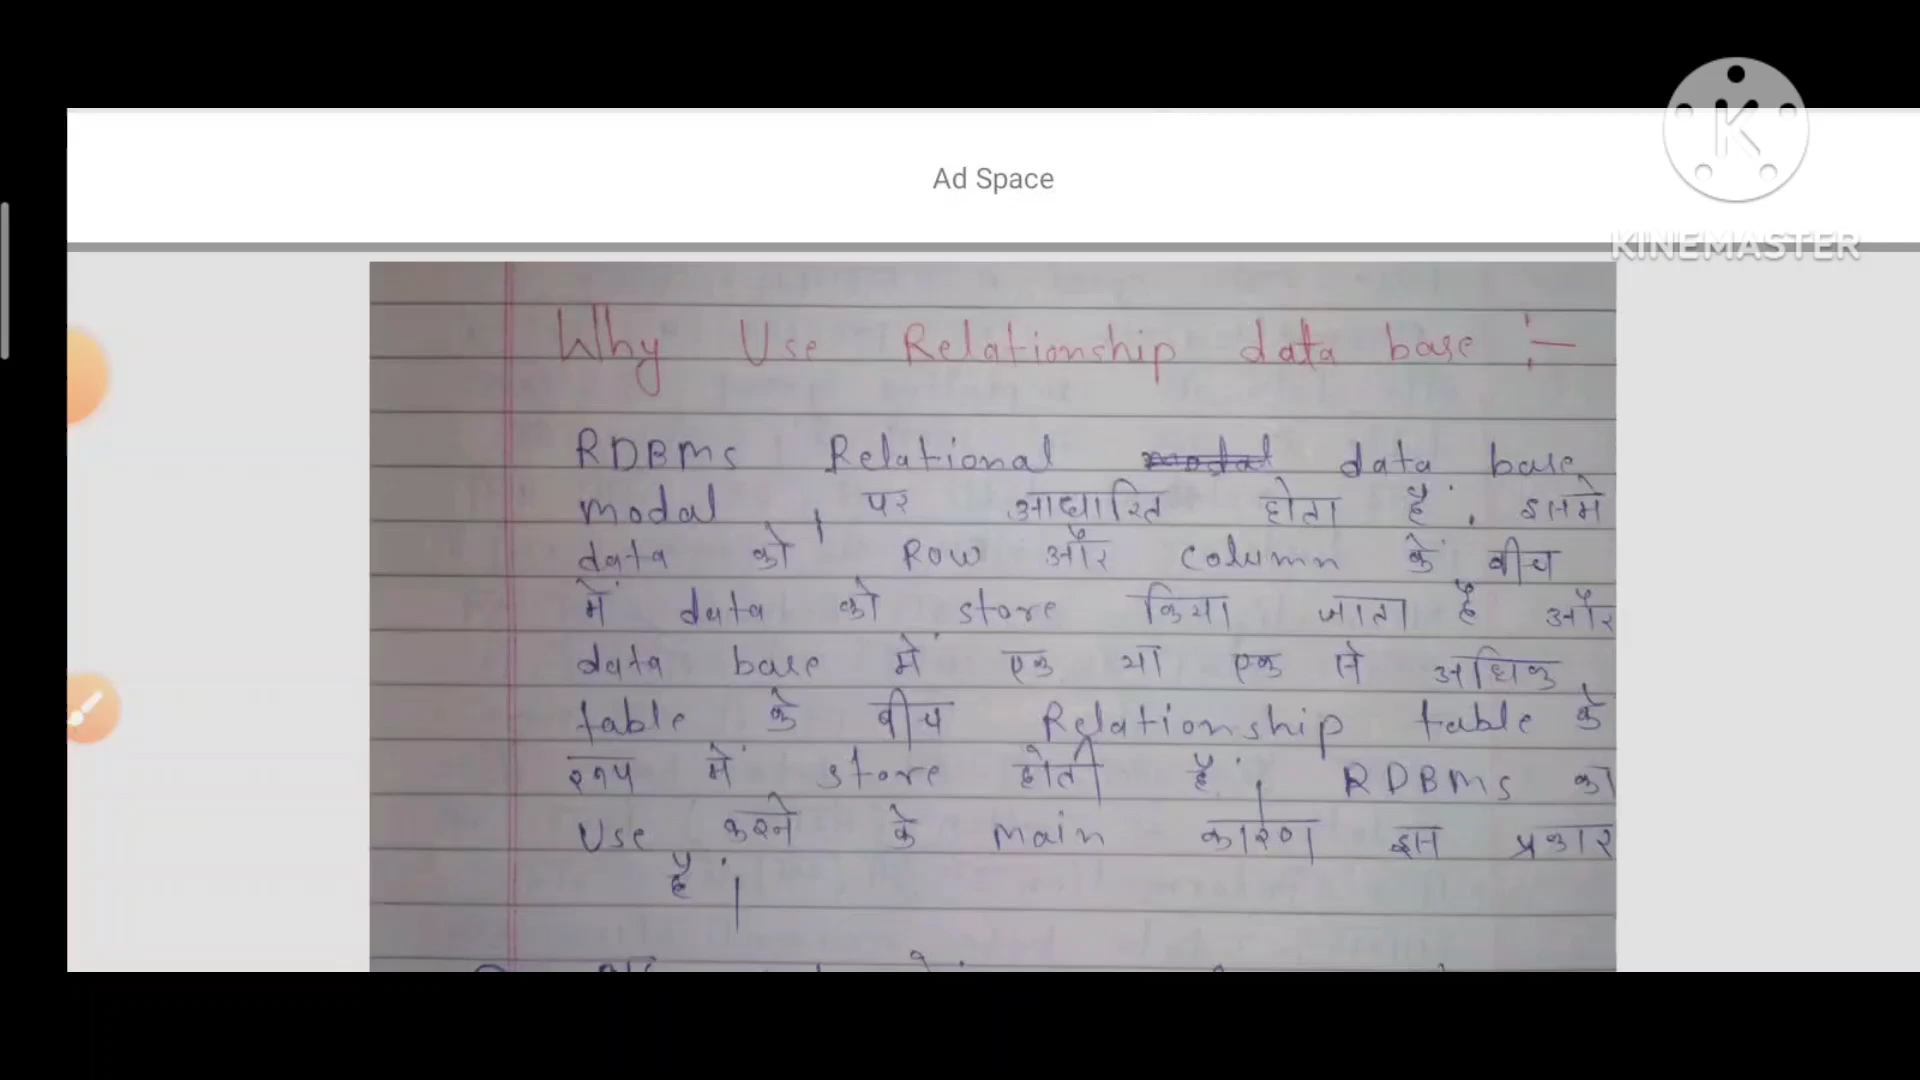 Ad Space
K
KINEMASTER
Why Use Relationship data base :-
RDBMS Relational data base
modal पर आधारित होता है. इसमे
data को Row और column के बीच
में data को store किया जाता है और
data base में एक या एक से अधिक
table के बीच Relationship table के
रूप में store होती है। RDBMS का
Use करने के main कारण इस प्रकार
है।